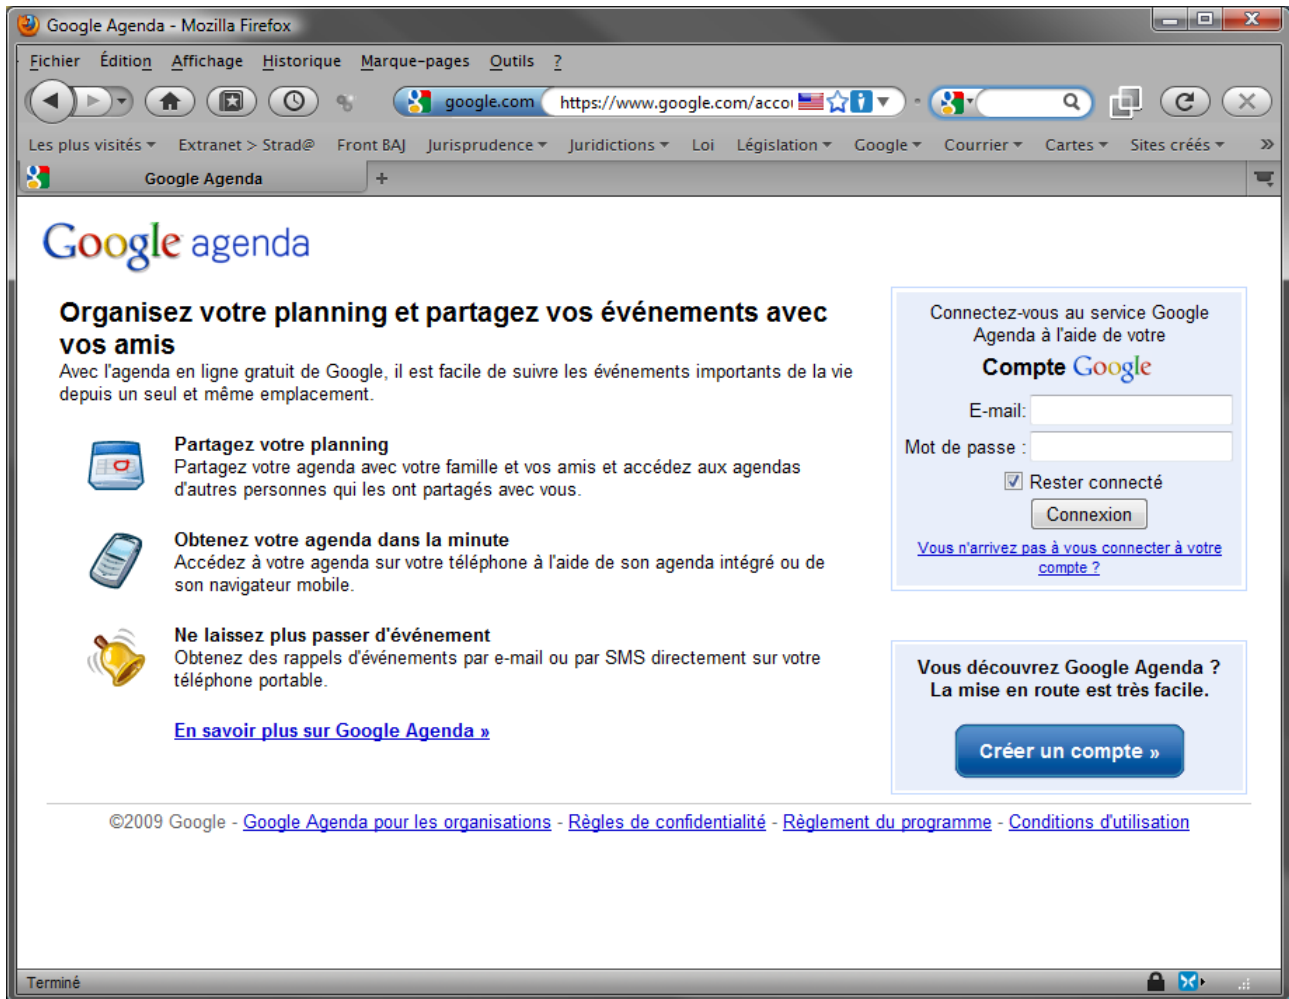 Google Agenda - Mozilla Firefox
Fichier Édition Affichage Historique Marque-pages Outils ?
google.com https://www.google.com/accou
Les plus visités Extranet > Strad@ Front BAJ Jurisprudence Juridictions Loi Législation Google Courrier Cartes Sites créés »
Google Agenda +
Google agenda
Organisez votre planning et partagez vos événements avec
vos amis
Avec l'agenda en ligne gratuit de Google, il est facile de suivre les événements importants de la vie
depuis un seul et même emplacement.
Partagez votre planning
Partagez votre agenda avec votre famille et vos amis et accédez aux agendas
d'autres personnes qui les ont partagés avec vous.
Obtenez votre agenda dans la minute
Accédez à votre agenda sur votre téléphone à l'aide de son agenda intégré ou de
son navigateur mobile.
Ne laissez plus passer d'événement
Obtenez des rappels d'événements par e-mail ou par SMS directement sur votre
téléphone portable.
En savoir plus sur Google Agenda »
Connectez-vous au service Google
Agenda à l'aide de votre
Compte Google
E-mail:
Mot de passe :
Rester connecté
Connexion
Vous n'arrivez pas à vous connecter à votre
compte ?
Vous découvrez Google Agenda ?
La mise en route est très facile.
Créer un compte »
©2009 Google - Google Agenda pour les organisations - Règles de confidentialité - Règlement du programme - Conditions d'utilisation
Terminé